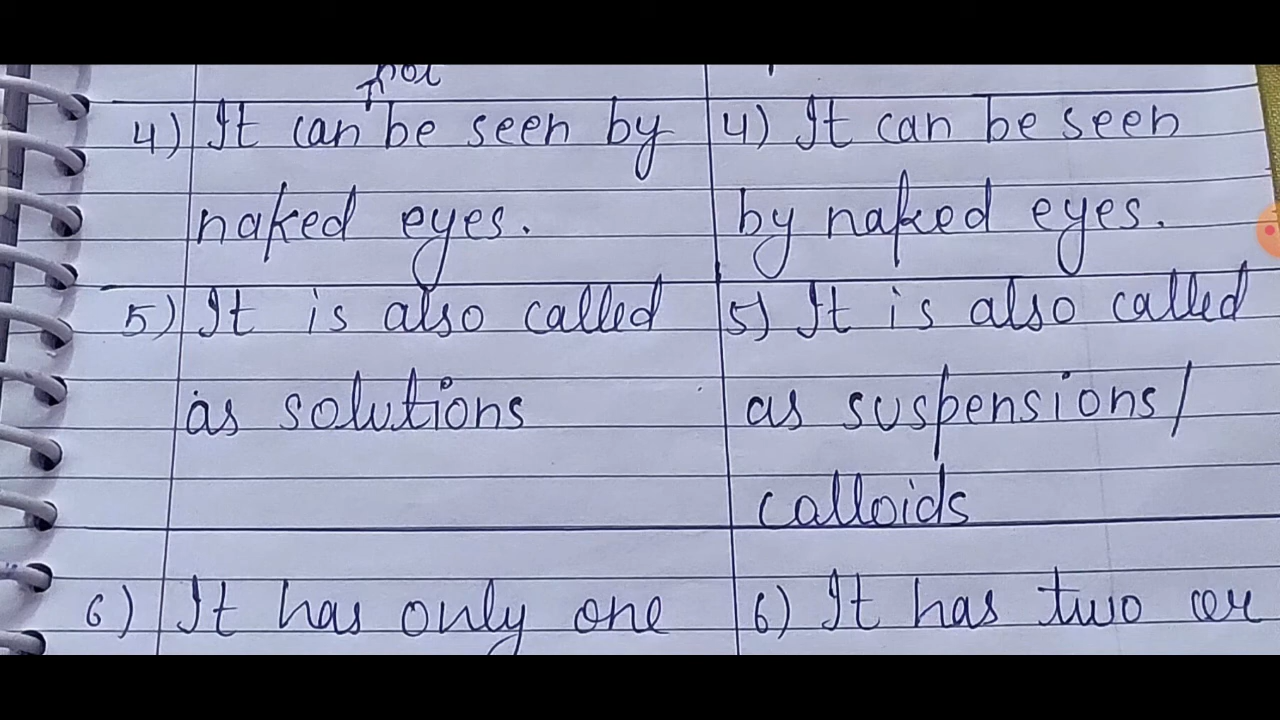 not
4) It can be seen by
naked eyes.
5) It is also called
as solutions
6) It has only one
4) It can be seen
by naked eyes.
5) It is also called
as suspensions/
calloids
6) It has two or